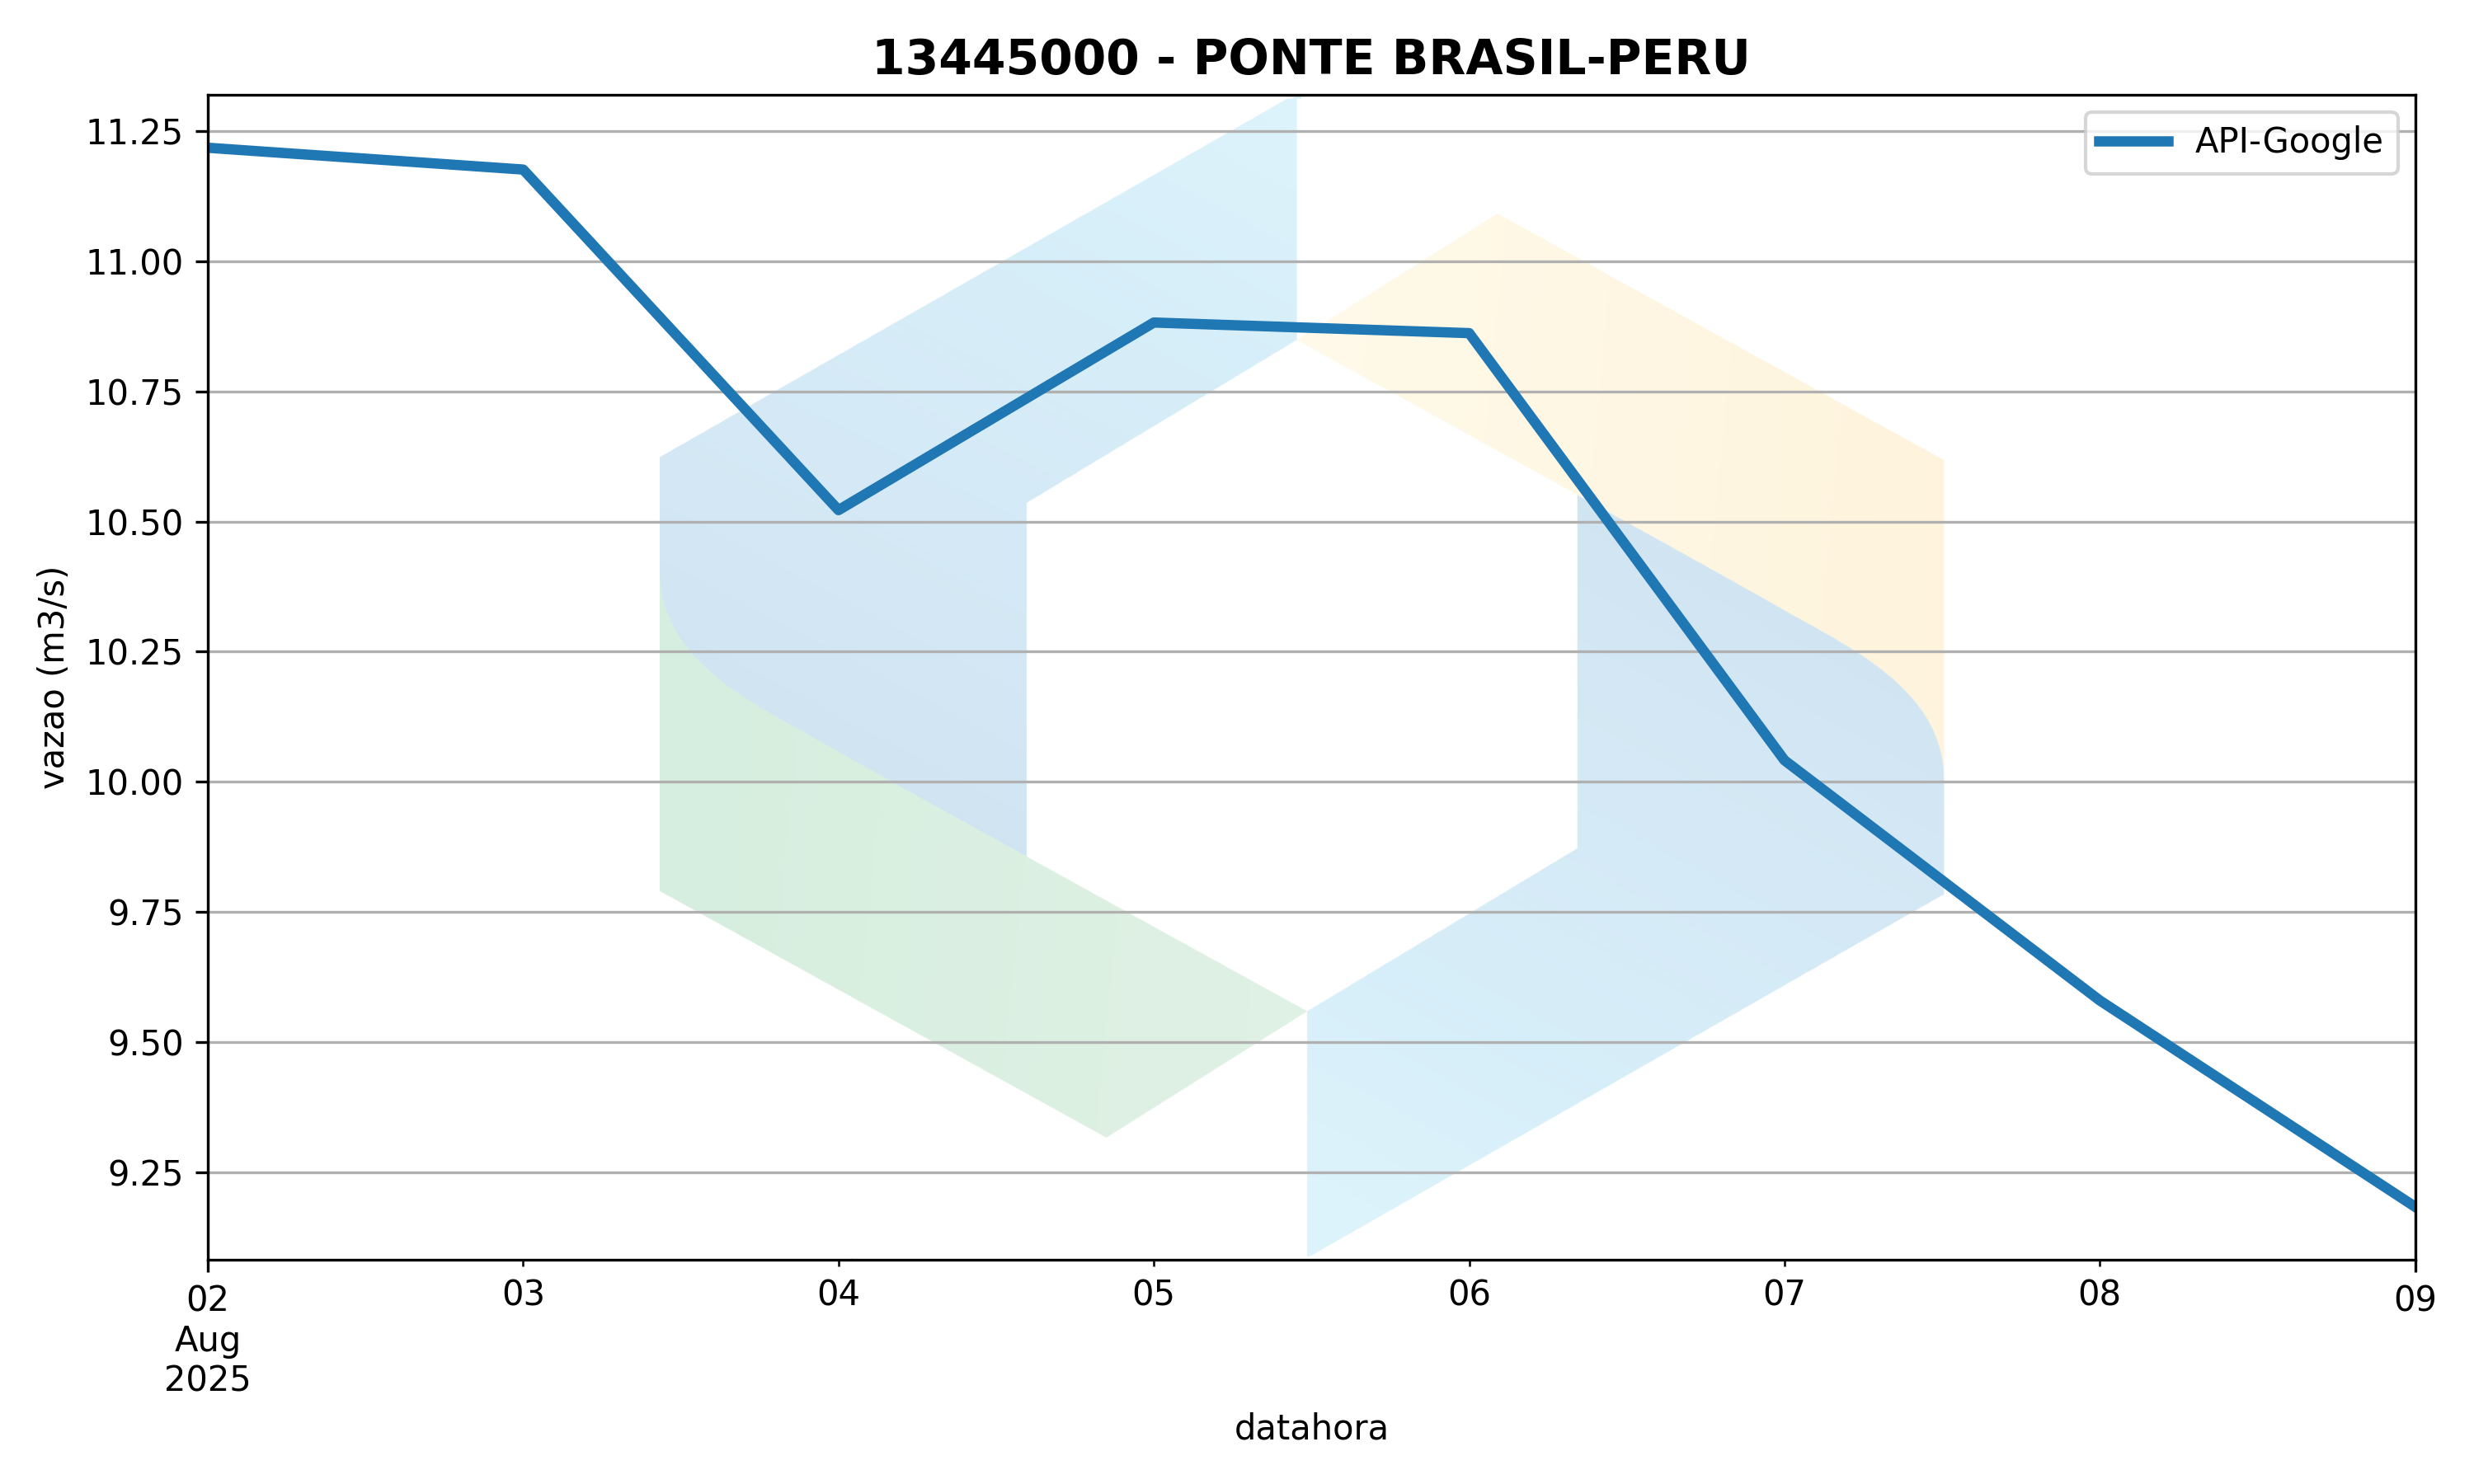 13445000 - PONTE BRASIL-PERU
API-Google
11.25
11.00
10.75
10.50
10.25
10.00
9.75
9.50
9.25
vazao (m3/s)
02 03 04 05 06 07 08 09
Aug
2025
datahora